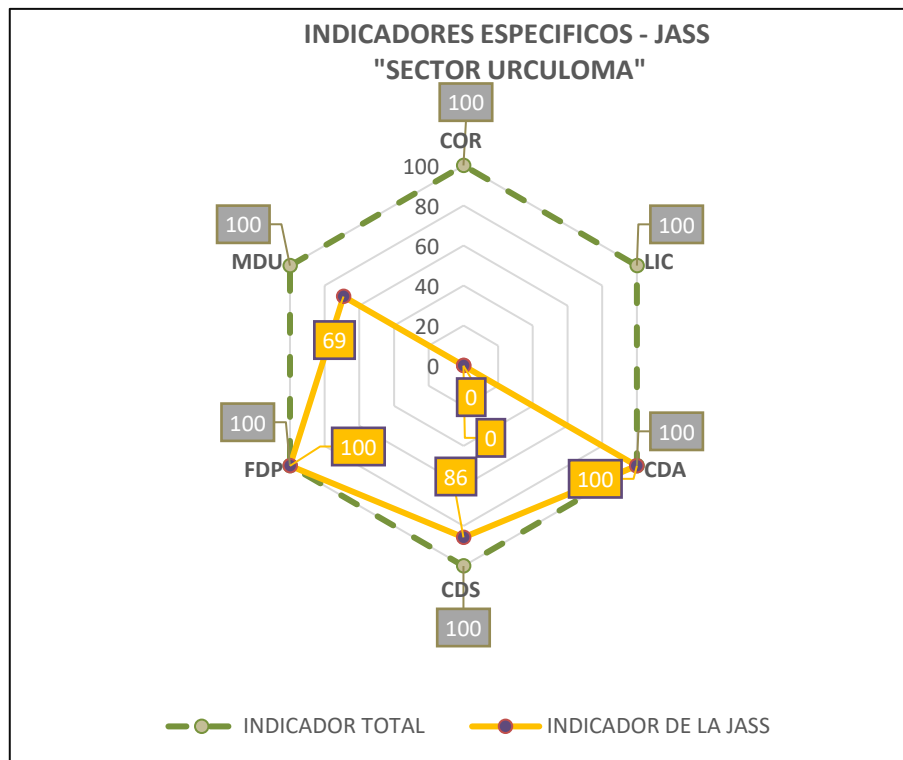 INDICADORES ESPECIFICOS - JASS
"SECTOR URCULOMA"
100
COR
100
80
60
40
20
0
100
MDU
100
LIC
69
0
0
100
FDP
100
86
100
100
CDA
CDS
100
INDICADOR TOTAL
INDICADOR DE LA JASS